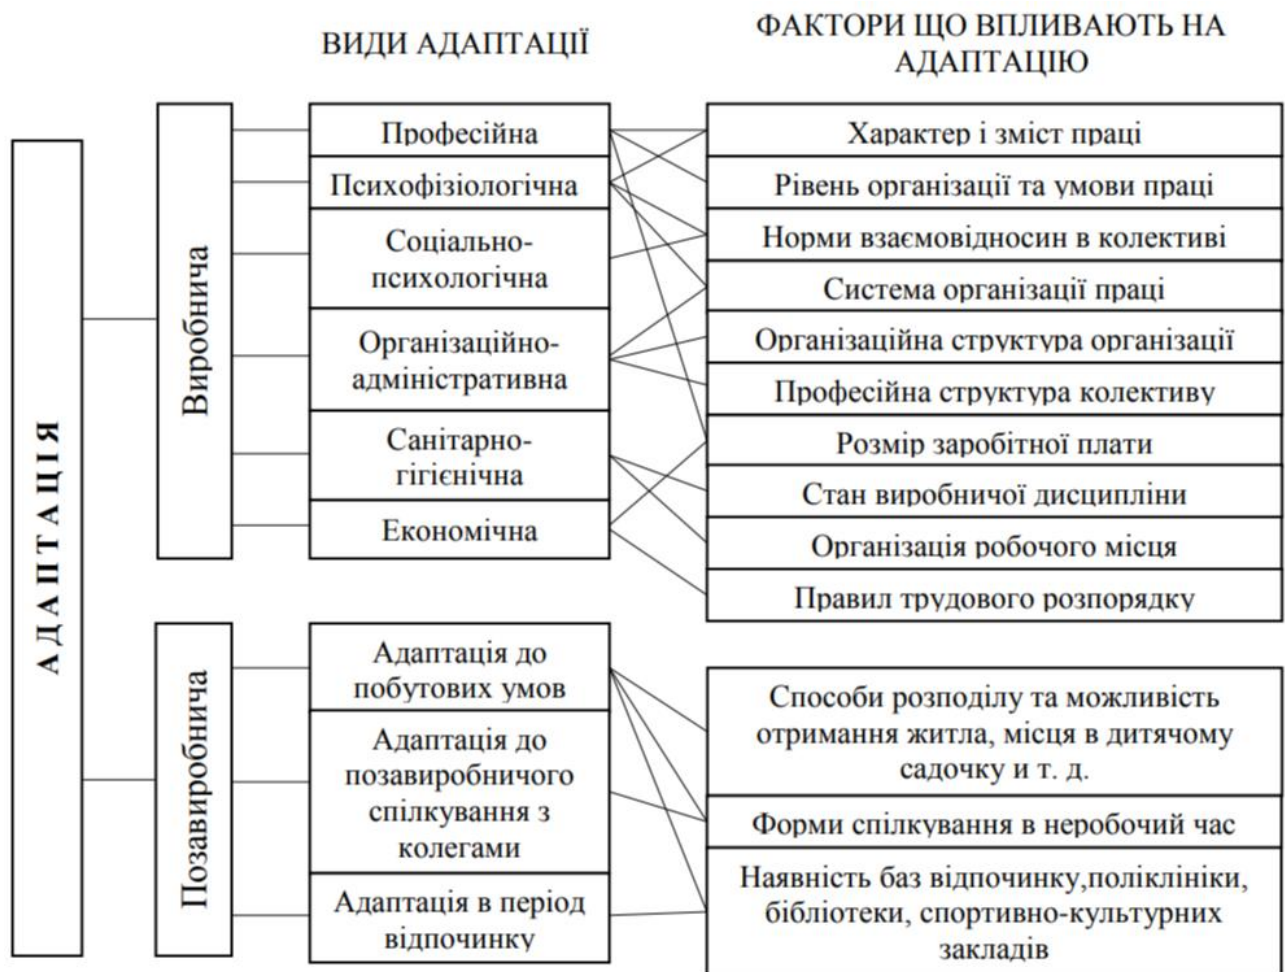 ВИДИ АДАПТАЦІЇ
ФАКТОРИ ЩО ВПЛИВАЮТЬ НА
АДАПТАЦІЮ
АДАПТАЦІЯ
Виробнича
Професійна
Психофізіологічна
Соціально-
психологічна
Організаційно-
адміністративна
Санітарно-
гігієнічна
Економічна
Характер і зміст праці
Рівень організації та умови праці
Норми взаємовідносин в колективі
Система організації праці
Організаційна структура організації
Професійна структура колективу
Розмір заробітної плати
Стан виробничої дисципліни
Організація робочого місця
Правил трудового розпорядку
Позавиробнича
Адаптація до
побутових умов
Адаптація до
позавиробничого
спілкування з
колегами
Адаптація в період
відпочинку
Способи розподілу та можливість
отримання житла, місця в дитячому
садочку и т. д.
Форми спілкування в неробочий час
Наявність баз відпочинку,поліклініки,
бібліотеки, спортивно-культурних
закладів